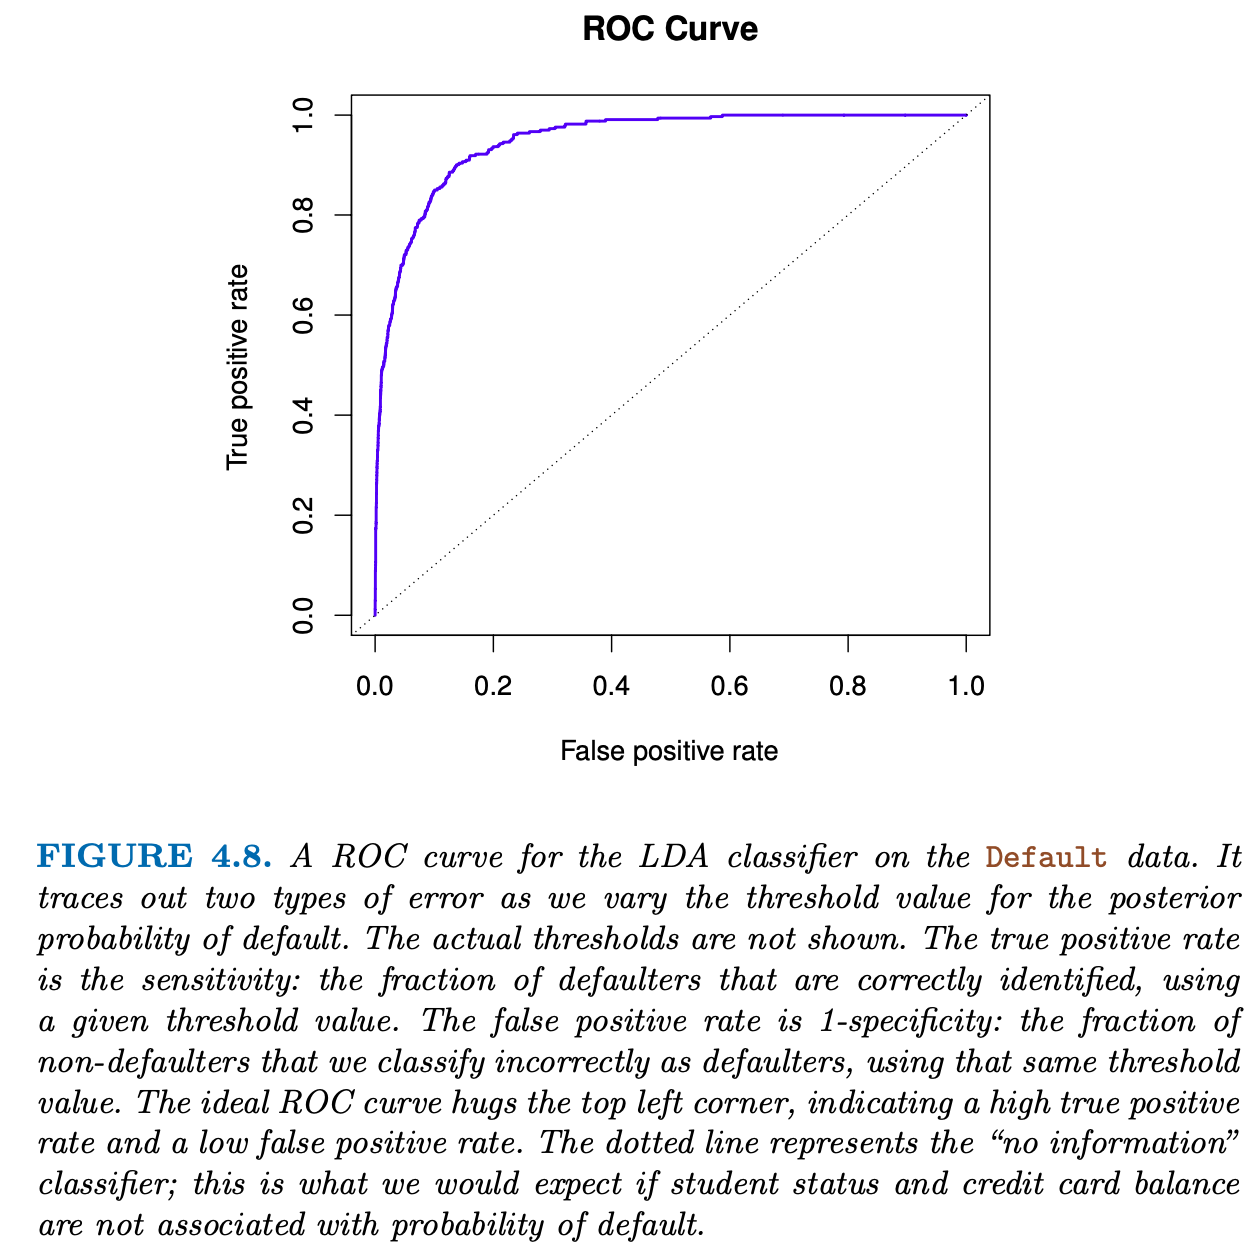 ROC Curve
True positive rate
1.0
0.8
0.6
0.4
0.2
0.0
0.0 0.2 0.4 0.6 0.8 1.0
False positive rate
FIGURE 4.8. A ROC curve for the LDA classifier on the Default data. It
traces out two types of error as we vary the threshold value for the posterior
probability of default. The actual thresholds are not shown. The true positive rate
is the sensitivity: the fraction of defaulters that are correctly identified, using
a given threshold value. The false positive rate is 1-specificity: the fraction of
non-defaulters that we classify incorrectly as defaulters, using that same threshold
value. The ideal ROC curve hugs the top left corner, indicating a high true positive
rate and a low false positive rate. The dotted line represents the “no information”
classifier; this is what we would expect if student status and credit card balance
are not associated with probability of default.